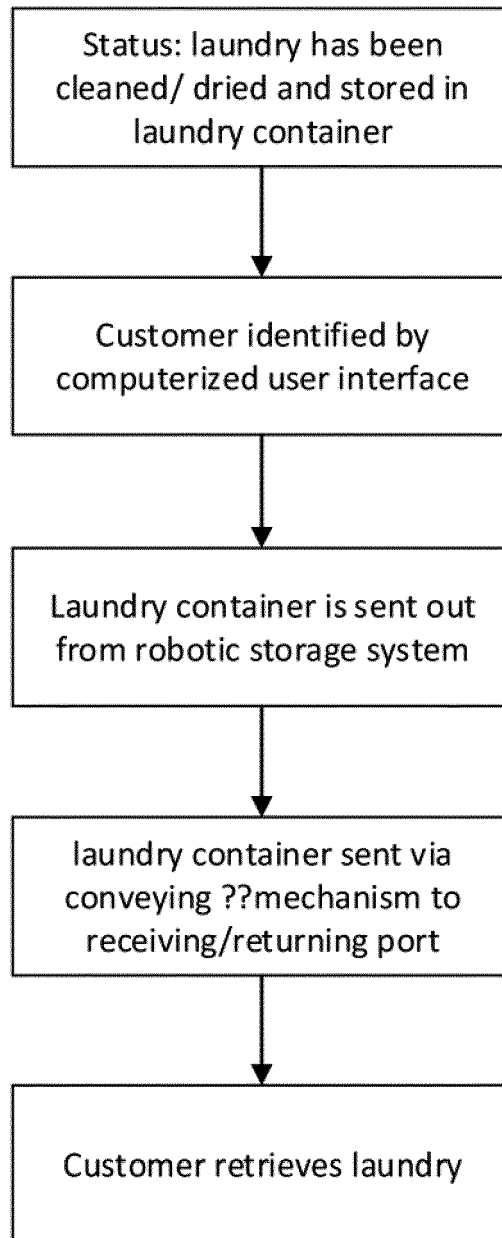 Status: laundry has been
cleaned/ dried and stored in
laundry container
Customer identified by
computerized user interface
Laundry container is sent out
from robotic storage system
laundry container sent via
conveying ??mechanism to
receiving/returning port
Customer retrieves laundry